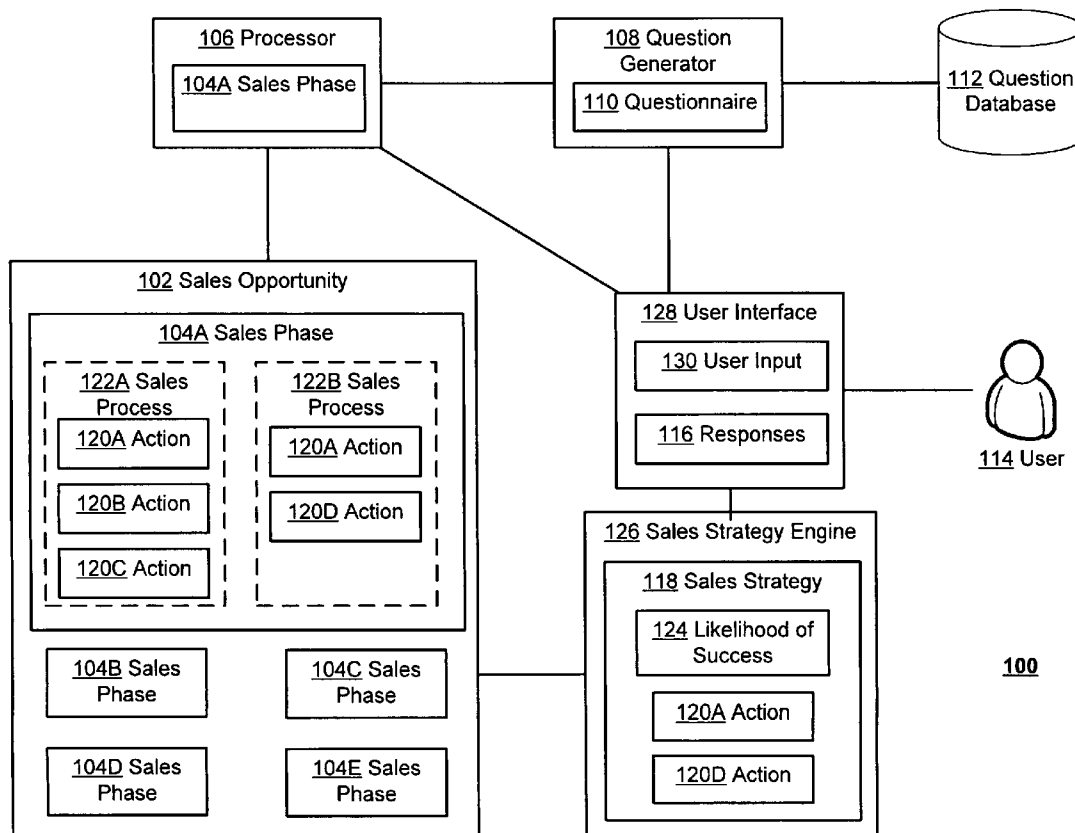 106 Processor
104A Sales Phase
108 Question
Generator
110 Questionnaire
112 Question
Database
102 Sales Opportunity
104A Sales Phase
122A Sales
Process
120A Action
120B Action
120C Action
122B Sales
Process
120A Action
120D Action
104B Sales
Phase
104C Sales
Phase
104D Sales
Phase
104E Sales
Phase
128 User Interface
130 User Input
116 Responses
114 User
126 Sales Strategy Engine
118 Sales Strategy
124 Likelihood of
Success
120A Action
120D Action
100